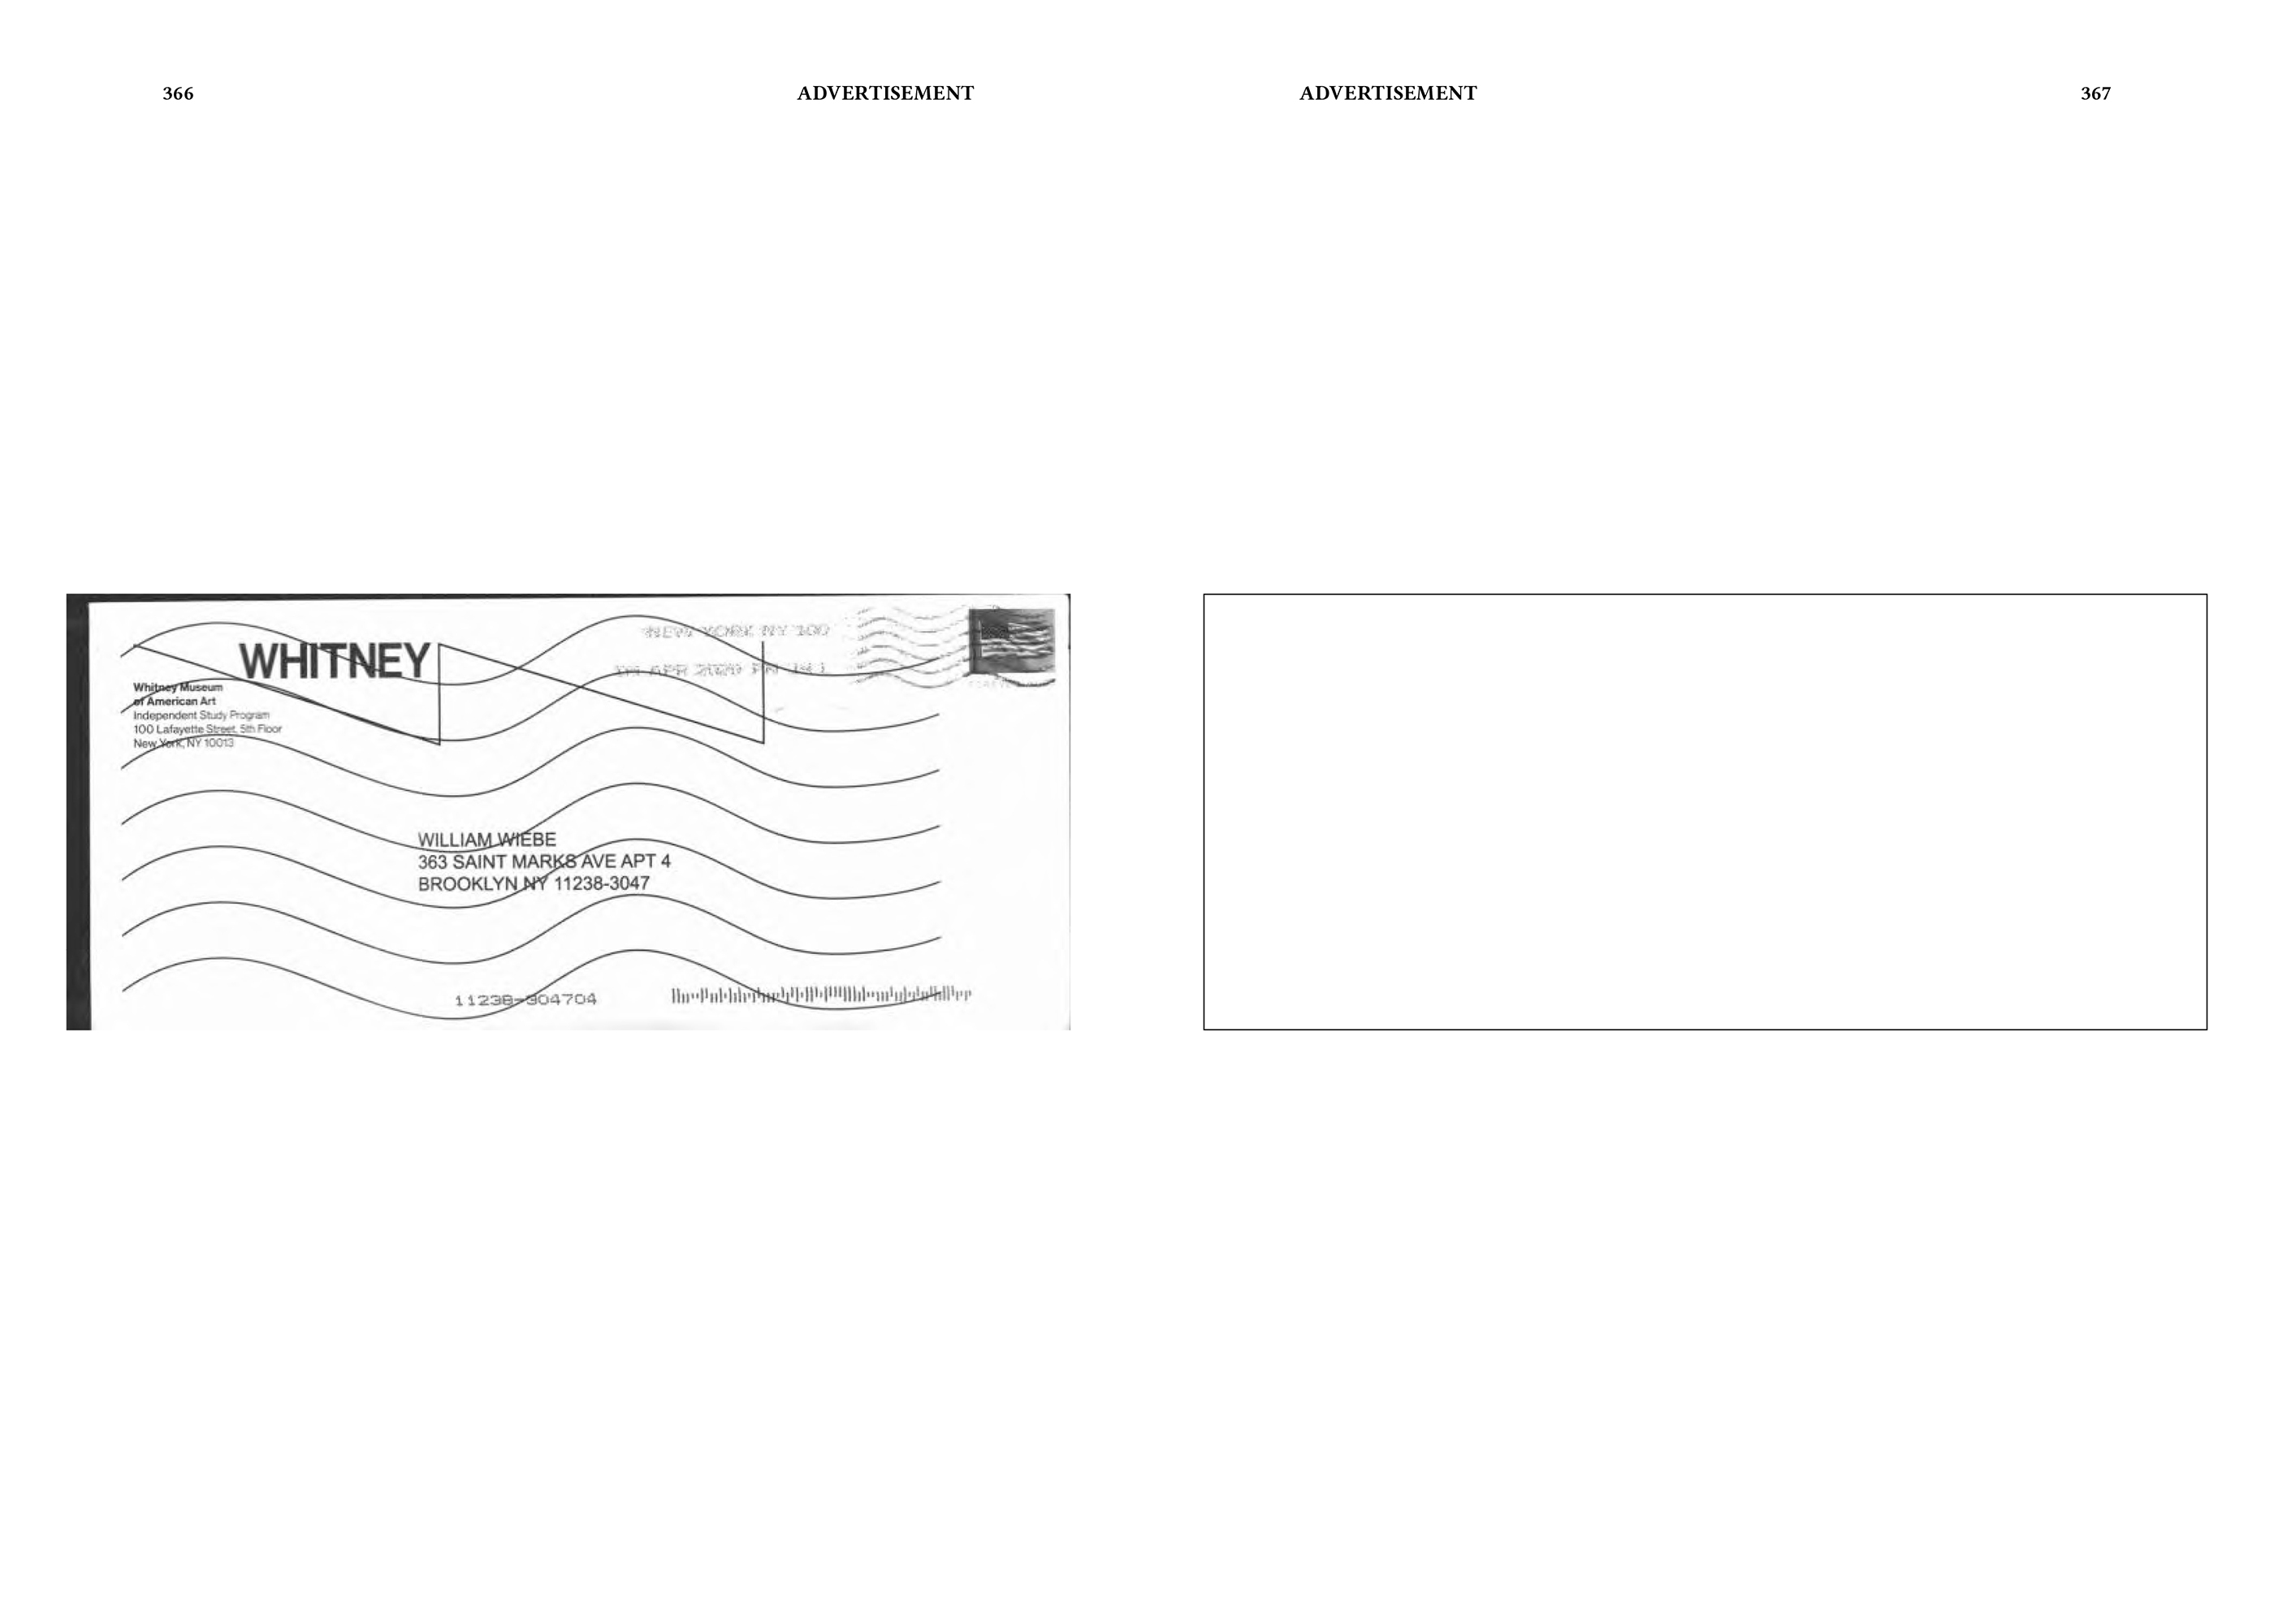 366
ADVERTISEMENT
ADVERTISEMENT
367
WHITNEY
Whitney Museum
of American Art
Independent Study Program
100 Lafayette Street, 5th Floor
New York, NY 10013
NEW YORK NY 100
APR 2020 PM
WILLIAM WIEBE
363 SAINT MARKS AVE APT 4
BROOKLYN NY 11238-3047
11238-304704